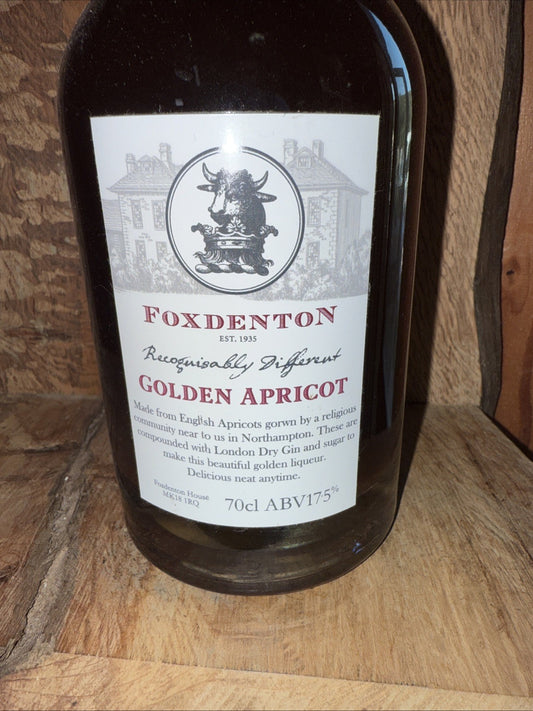 FOXDENTON
EST. 1935
Recognisably Different
GOLDEN APRICOT
Made from English Apricots gorwn by a religious
community near to us in Northampton. These are
compounded with London Dry Gin and sugar to
make this beautiful golden liqueur.
Delicious neat anytime.
Foxdenton House
MK18 1RQ
70cl ABV175%